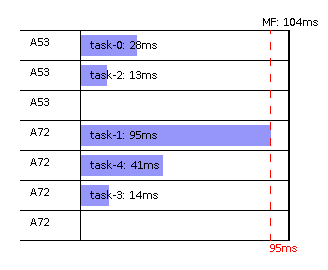 MF: 104ms
A53 task-0: 28ms
A53 task-2: 13ms
A53
A72 task-1: 95ms
A72 task-4: 41ms
A72 task-3: 14ms
A72
95ms